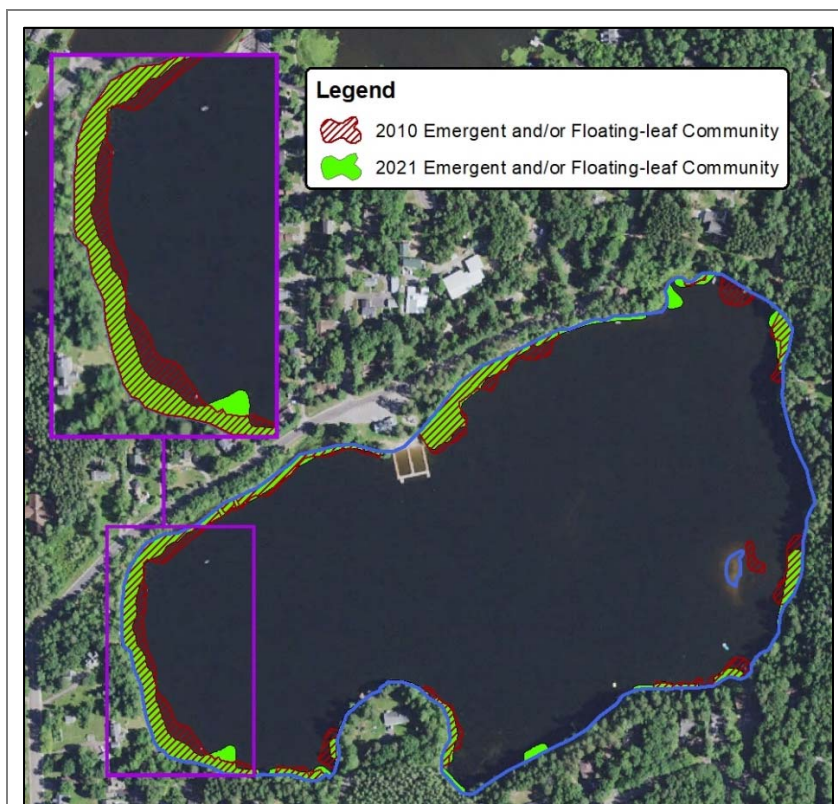 Legend
2010 Emergent and/or Floating-leaf Community
2021 Emergent and/or Floating-leaf Community